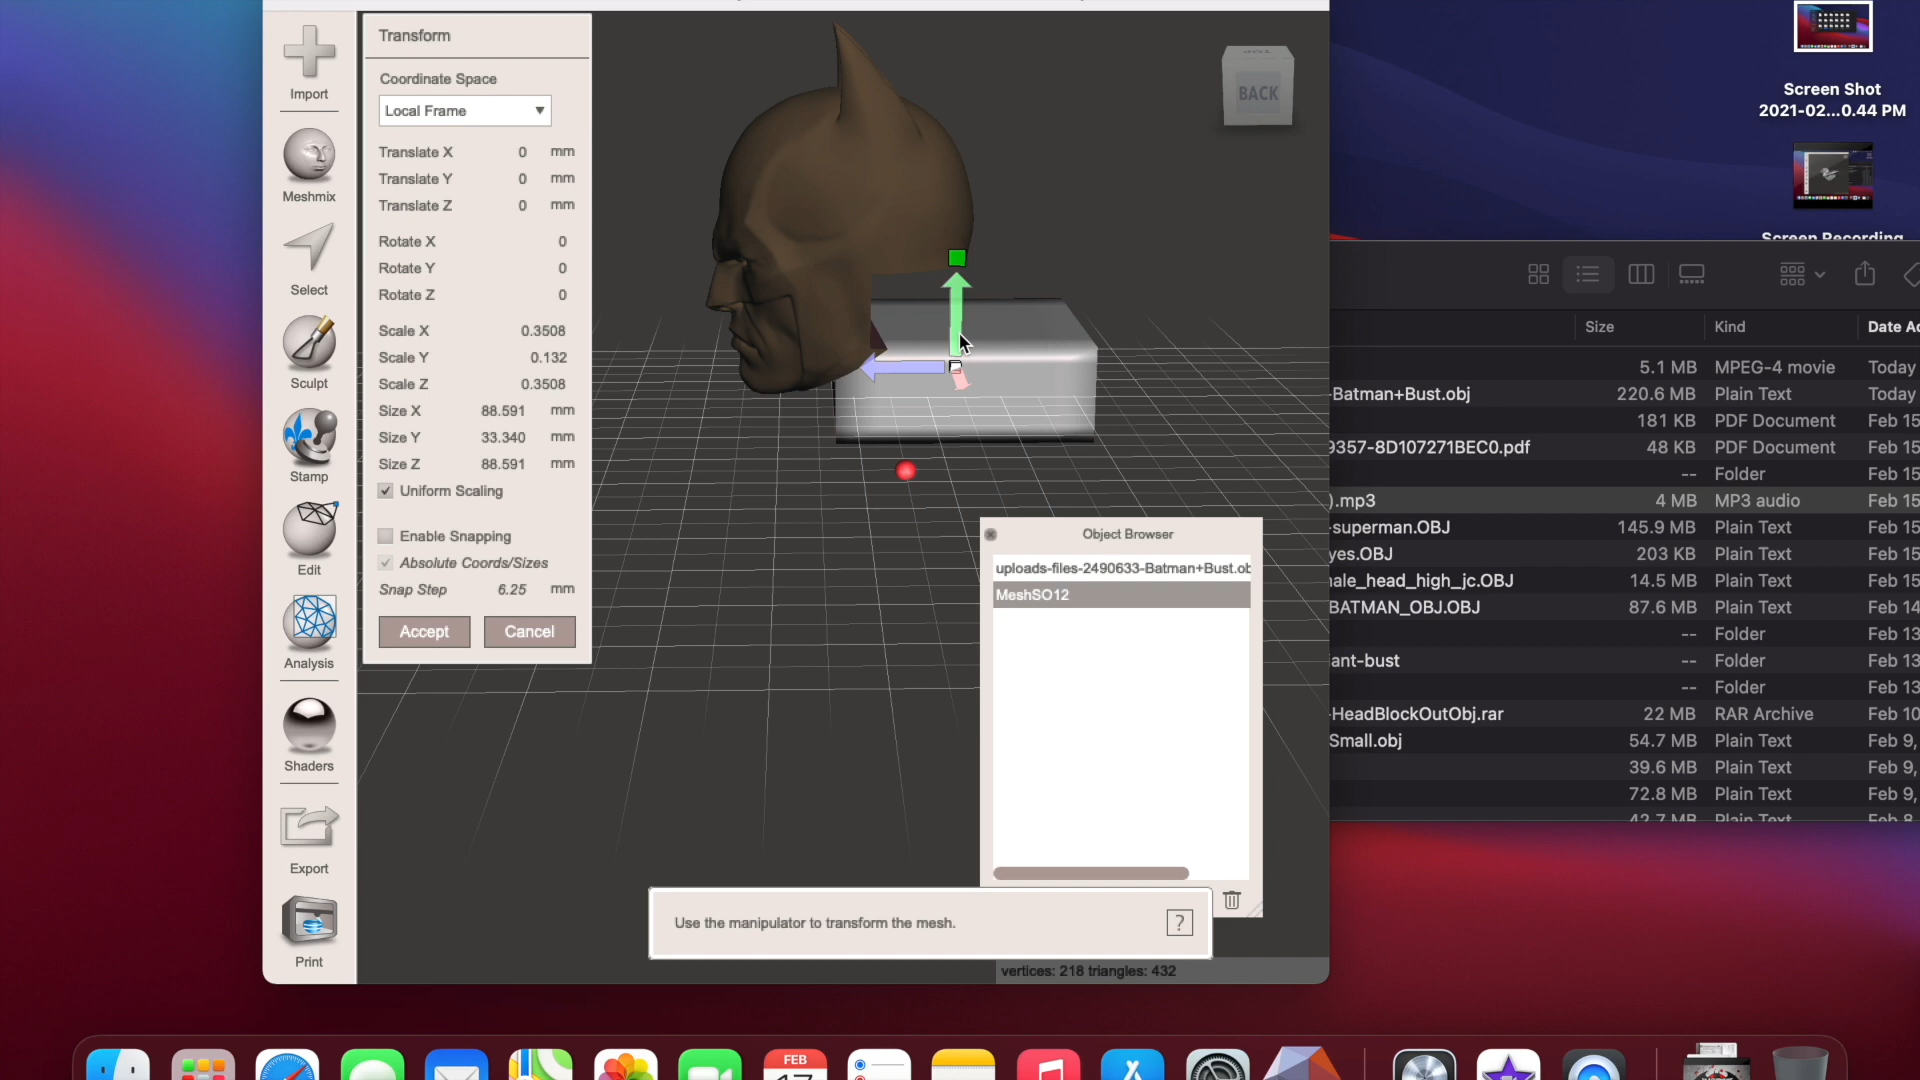 Import
Meshmix
Select
Sculpt
Stamp
Edit
Analysis
Shaders
Export
Print
Transform
Coordinate Space
Local Frame
Translate X 0 mm
Translate Y 0 mm
Translate Z 0 mm
Rotate X 0
Rotate Y 0
Rotate Z 0
Scale X 0.3508
Scale Y 0.132
Scale Z 0.3508
Size X 88.591 mm
Size Y 33.340 mm
Size Z 88.591 mm
Uniform Scaling
Enable Snapping
Absolute Coords/Sizes
Snap Step 6.25 mm
Accept Cancel
TOP
BACK
Object Browser
uploads-files-2490633-Batman+Bust.ob
MeshSO12
Use the manipulator to transform the mesh.
?
vertices: 218 triangles: 432
Screen Shot
2021-02...0.44 PM
Screen Recording
Size Kind Date Ac
5.1 MB MPEG-4 movie Today
-Batman+Bust.obj 220.6 MB Plain Text Today
181 KB PDF Document Feb 15
9357-8D107271BEC0.pdf 48 KB PDF Document Feb 15
-- Folder Feb 15
).mp3 4 MB MP3 audio Feb 15
-superman.OBJ 145.9 MB Plain Text Feb 15
yes.OBJ 203 KB Plain Text Feb 15
ale_head_high_jc.OBJ 14.5 MB Plain Text Feb 15
BATMAN_OBJ.OBJ 87.6 MB Plain Text Feb 14
-- Folder Feb 13
ant-bust -- Folder Feb 13
-- Folder Feb 13
-HeadBlockOutObj.rar 22 MB RAR Archive Feb 10
Small.obj 54.7 MB Plain Text Feb 9,
39.6 MB Plain Text Feb 9,
72.8 MB Plain Text Feb 9,
42.7 MB Plain Text Feb 8
FEB
17